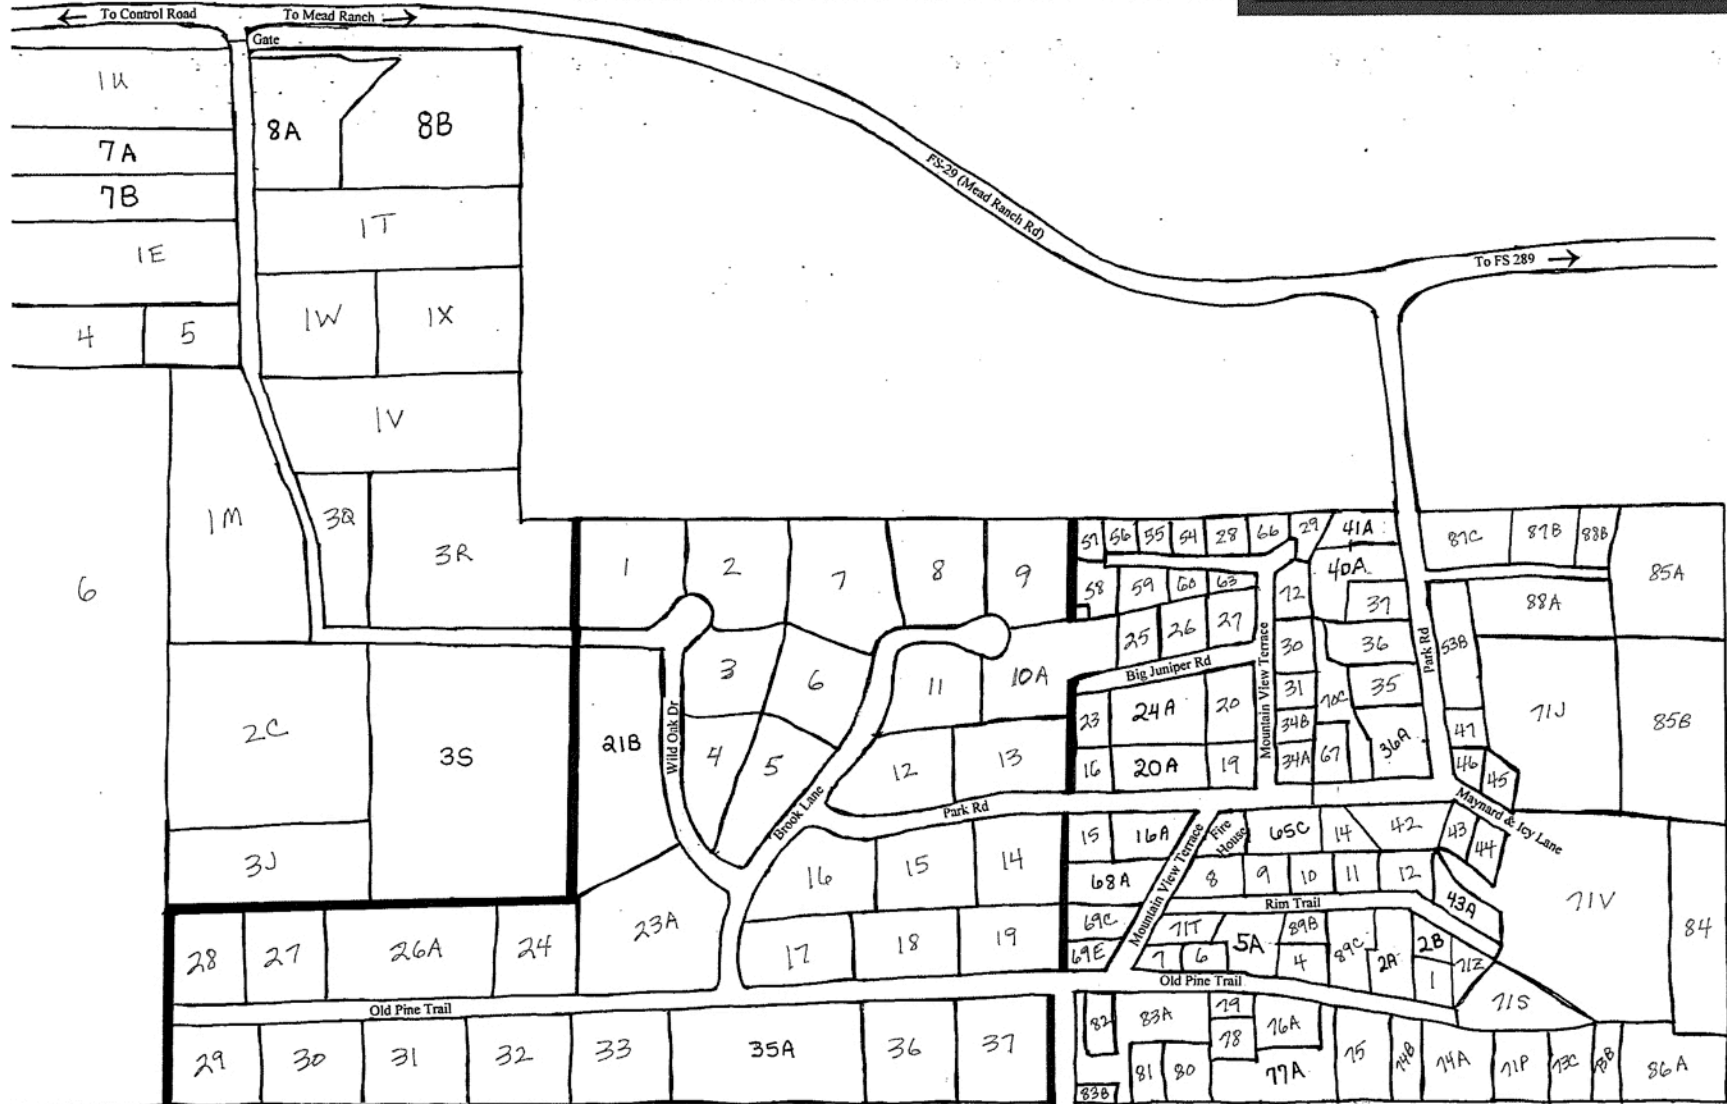 To Control Road
To Mead Ranch
Gate
1U
8A
8B
7A
7B
1T
1E
FS-29 (Mead Ranch Rd)
To FS 289
4
5
1W
1X
1V
1M
3Q
3R
6
1
2
7
8
9
57
56
55
54
28
66
29
41A
87C
87B
88B
85A
40A
58
59
60
63
72
37
88A
25
26
27
Mountain View Terrace
30
36
Park Rd
53B
3
6
11
10A
Big Juniper Rd
31
70C
35
71J
85B
2C
3S
21B
Wild Oak Dr
4
5
12
13
23
24A
20
34B
36A
47
16
20A
19
34A
67
46
45
Brook Lane
Park Rd
Maynard & Icy Lane
3J
16
15
14
15
16A
Mountain View Terrace
Fire
House
65C
14
42
43
44
68A
8
9
10
11
12
43A
71V
84
Rim Trail
28
27
26A
24
23A
17
18
19
69C
69E
71T
7
6
5A
89B
4
89C
2A
2B
1
71Z
71S
Old Pine Trail
Old Pine Trail
29
30
31
32
33
35A
36
37
82
83A
79
78
76A
75
74B
74A
71P
73C
73B
86A
81
80
77A
83B